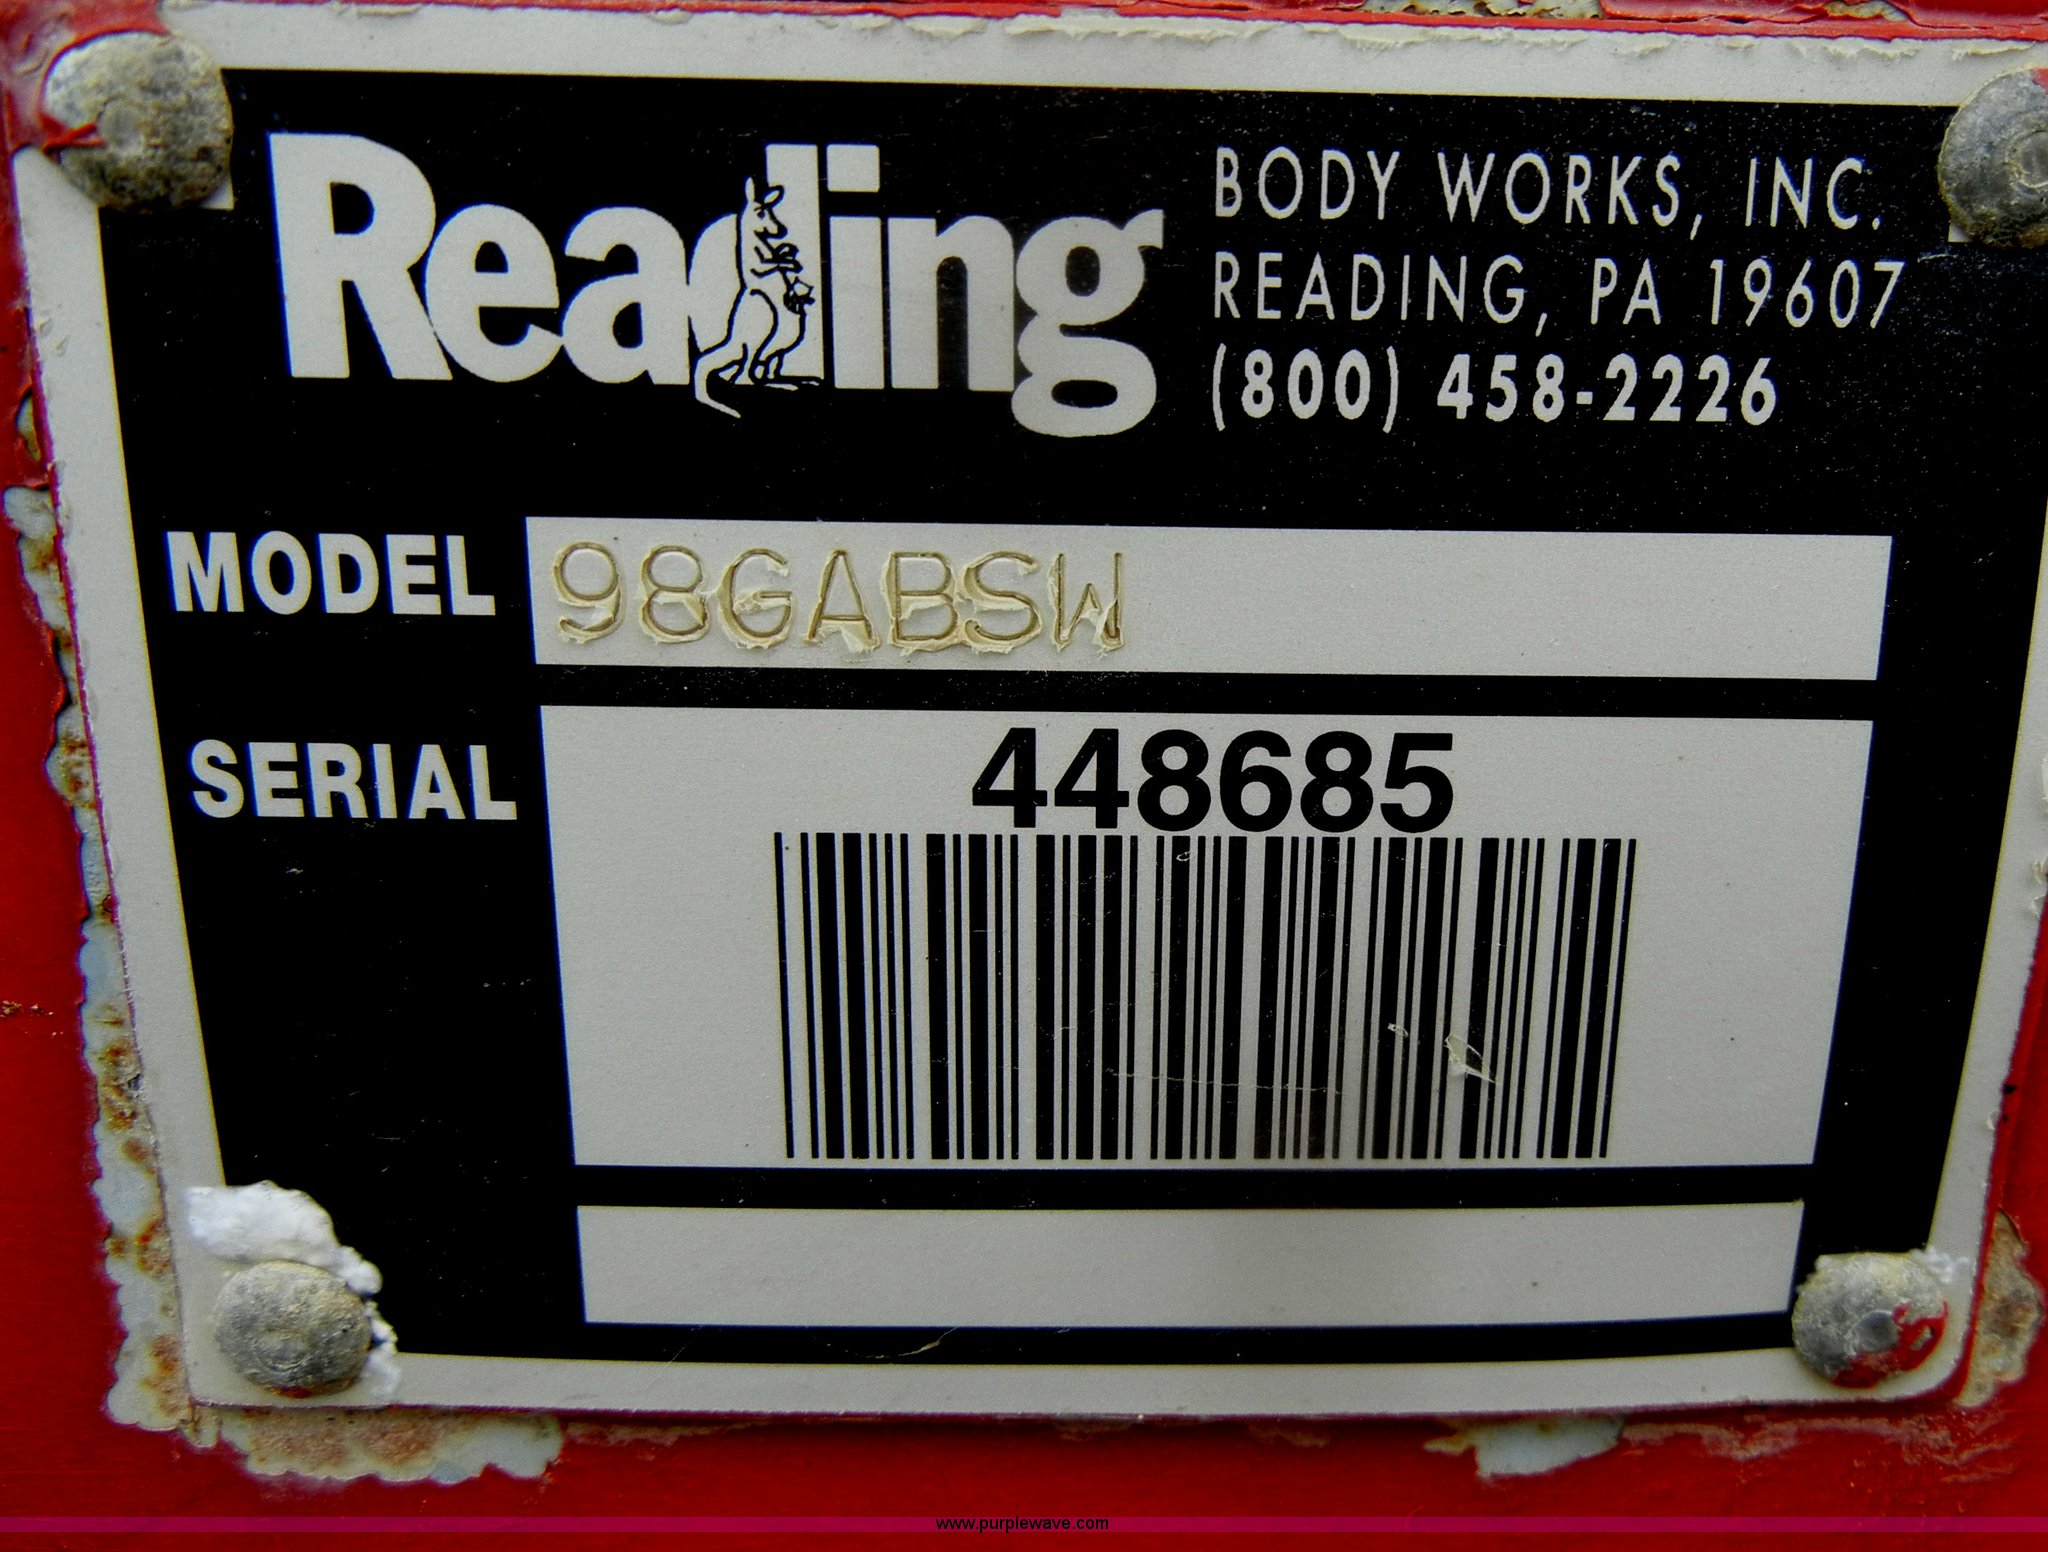 Reading
BODY WORKS, INC.
READING, PA 19607
(800) 458-2226
MODEL 98GABSW
SERIAL 448685
www.purplewave.com